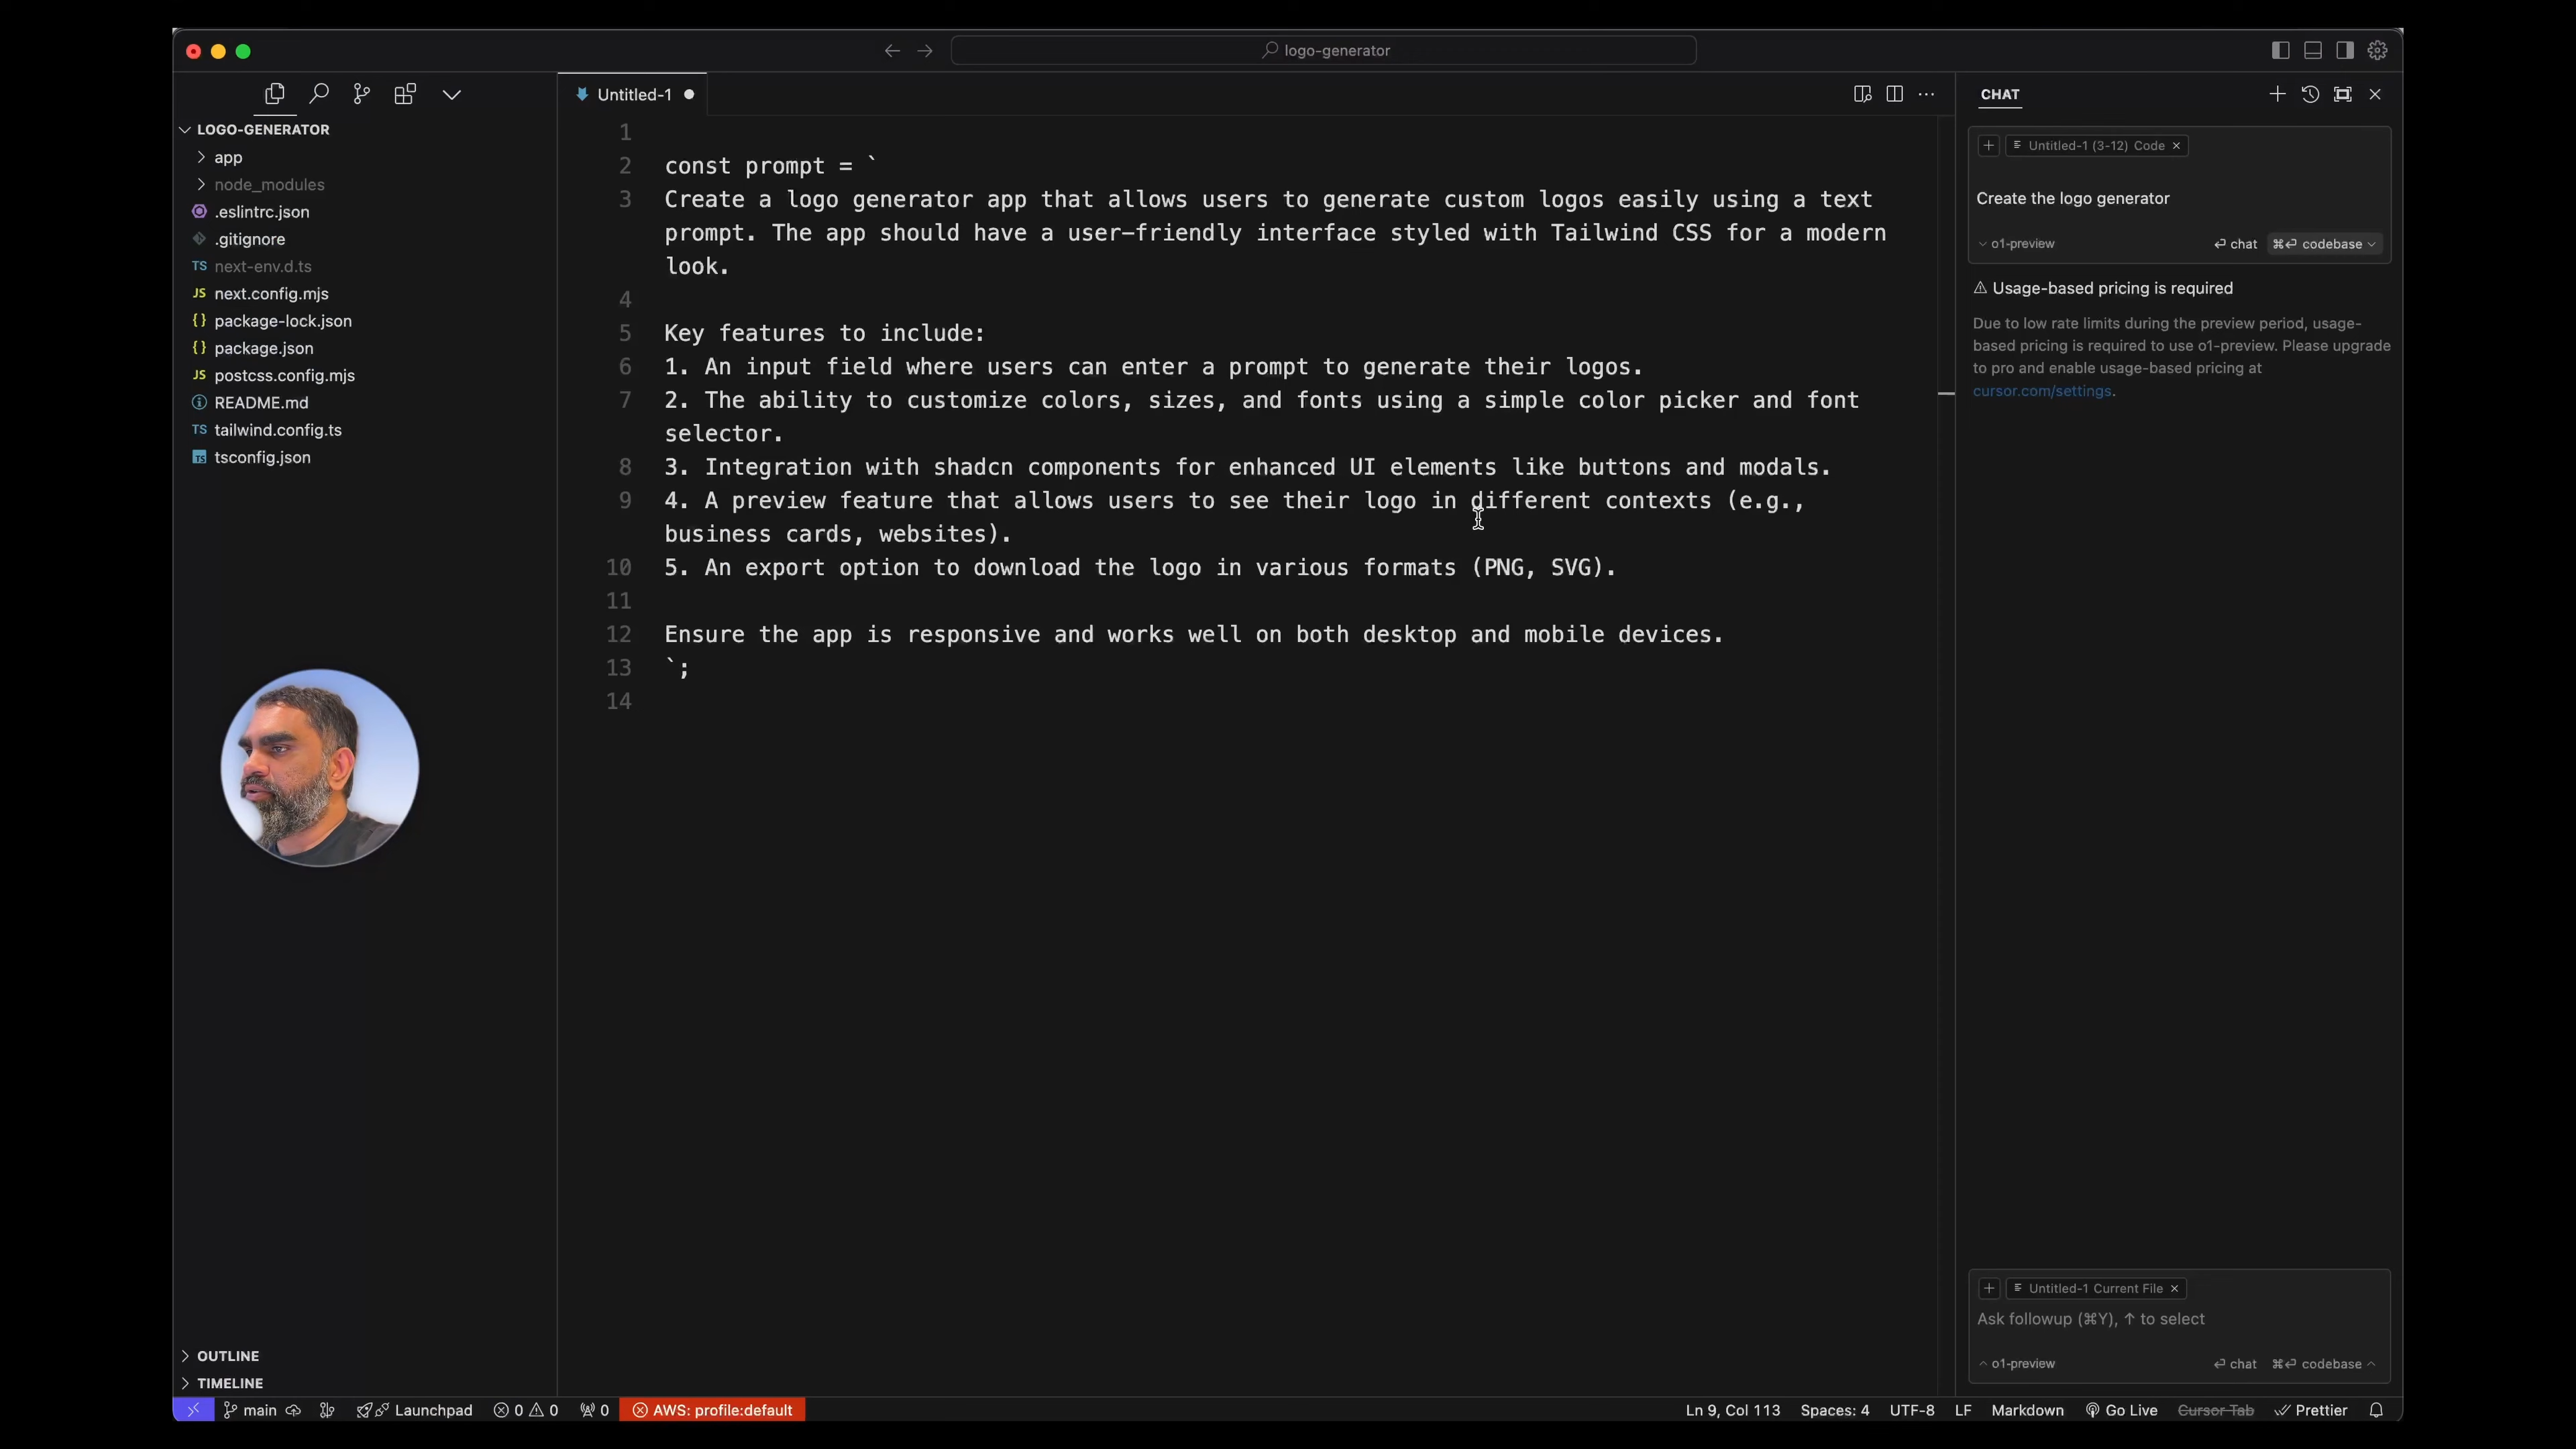 logo-generator
LOGO-GENERATOR
app
node_modules
.eslintrc.json
.gitignore
TS next-env.d.ts
JS next.config.mjs
{} package-lock.json
{} package.json
JS postcss.config.mjs
README.md
TS tailwind.config.ts
TS tsconfig.json
OUTLINE
TIMELINE
Untitled-1
1
2 const prompt = `
3 Create a logo generator app that allows users to generate custom logos easily using a text
prompt. The app should have a user-friendly interface styled with Tailwind CSS for a modern
look.
4
5 Key features to include:
6 1. An input field where users can enter a prompt to generate their logos.
7 2. The ability to customize colors, sizes, and fonts using a simple color picker and font
selector.
8 3. Integration with shadcn components for enhanced UI elements like buttons and modals.
9 4. A preview feature that allows users to see their logo in different contexts (e.g.,
business cards, websites).
10 5. An export option to download the logo in various formats (PNG, SVG).
11
12 Ensure the app is responsive and works well on both desktop and mobile devices.
13 `;
14
CHAT
Untitled-1 (3-12) Code ×
Create the logo generator
o1-preview ↵ chat ⌘↵ codebase
⚠ Usage-based pricing is required
Due to low rate limits during the preview period, usage-
based pricing is required to use o1-preview. Please upgrade
to pro and enable usage-based pricing at
cursor.com/settings.
Untitled-1 Current File ×
Ask followup (⌘Y), ↑ to select
o1-preview ↵ chat ⌘↵ codebase
main Launchpad 0 0 0 AWS: profile:default Ln 9, Col 113 Spaces: 4 UTF-8 LF Markdown Go Live Cursor Tab Prettier